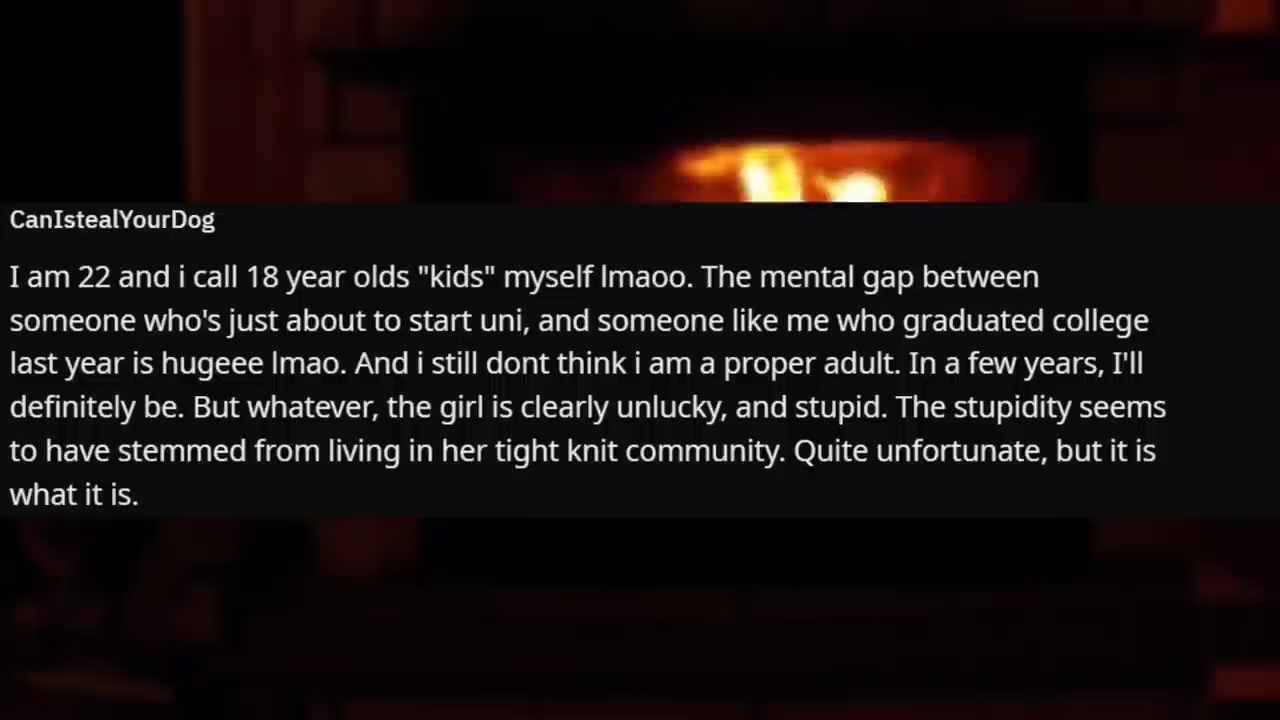 CanIstealYourDog
I am 22 and i call 18 year olds "kids" myself lmaoo. The mental gap between
someone who's just about to start uni, and someone like me who graduated college
last year is hugeee lmao. And i still dont think i am a proper adult. In a few years, I'll
definitely be. But whatever, the girl is clearly unlucky, and stupid. The stupidity seems
to have stemmed from living in her tight knit community. Quite unfortunate, but it is
what it is.